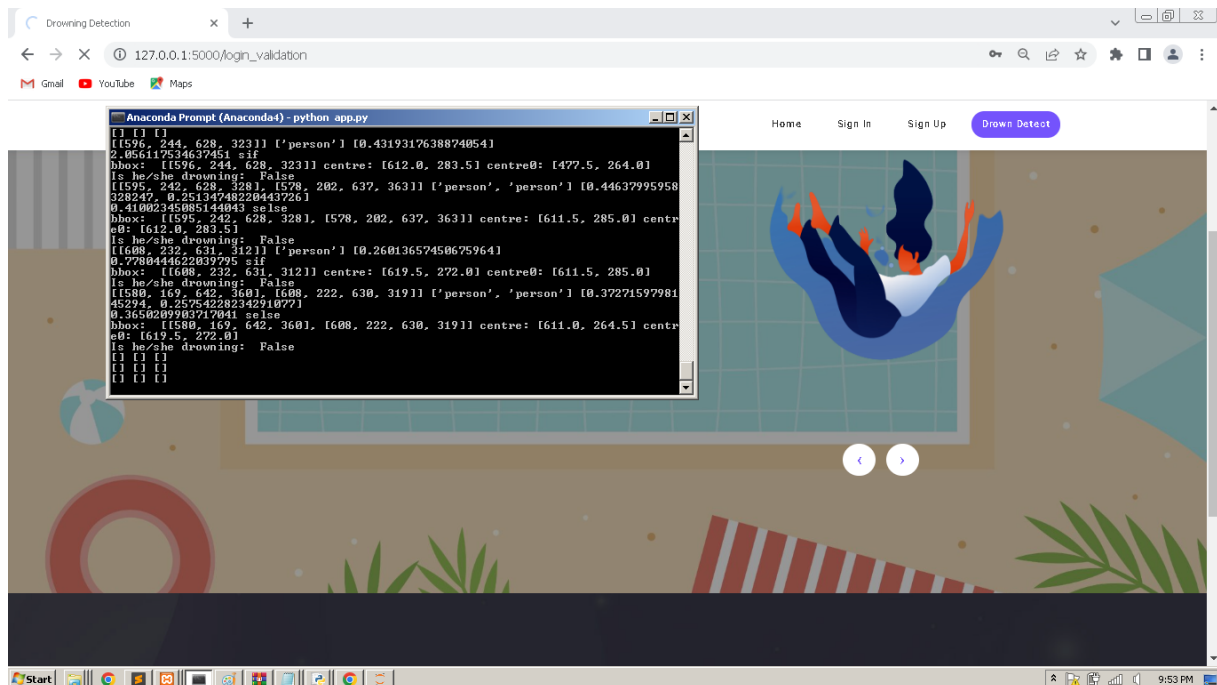 Drowning Detection
127.0.0.1:5000/login_validation
Gmail YouTube Maps
Home Sign In Sign Up Drown Detect
Anaconda Prompt (Anaconda4) - python app.py
[] [] []
[[596, 244, 628, 323]] ['person'] [0.4319317638874054]
2.056117534637451 sif
bbox:  [[596, 244, 628, 323]] centre: [612.0, 283.5] centre0: [477.5, 264.0]
Is he/she drowning:  False
[[595, 242, 628, 328], [578, 202, 637, 363]] ['person', 'person'] [0.44637995958
328247, 0.25134748220443726]
0.41002345085144043 selse
bbox:  [[595, 242, 628, 328], [578, 202, 637, 363]] centre: [611.5, 285.0] centr
e0: [612.0, 283.5]
Is he/she drowning:  False
[[608, 232, 631, 312]] ['person'] [0.26013657450675964]
0.7780444622039795 sif
bbox:  [[608, 232, 631, 312]] centre: [619.5, 272.0] centre0: [611.5, 285.0]
Is he/she drowning:  False
[[580, 169, 642, 360], [608, 222, 630, 319]] ['person', 'person'] [0.37271597981
45294, 0.25754228234291077]
0.3650209903717041 selse
bbox:  [[580, 169, 642, 360], [608, 222, 630, 319]] centre: [611.0, 264.5] centr
e0: [619.5, 272.0]
Is he/she drowning:  False
[] [] []
[] [] []
[] [] []
Start
9:53 PM